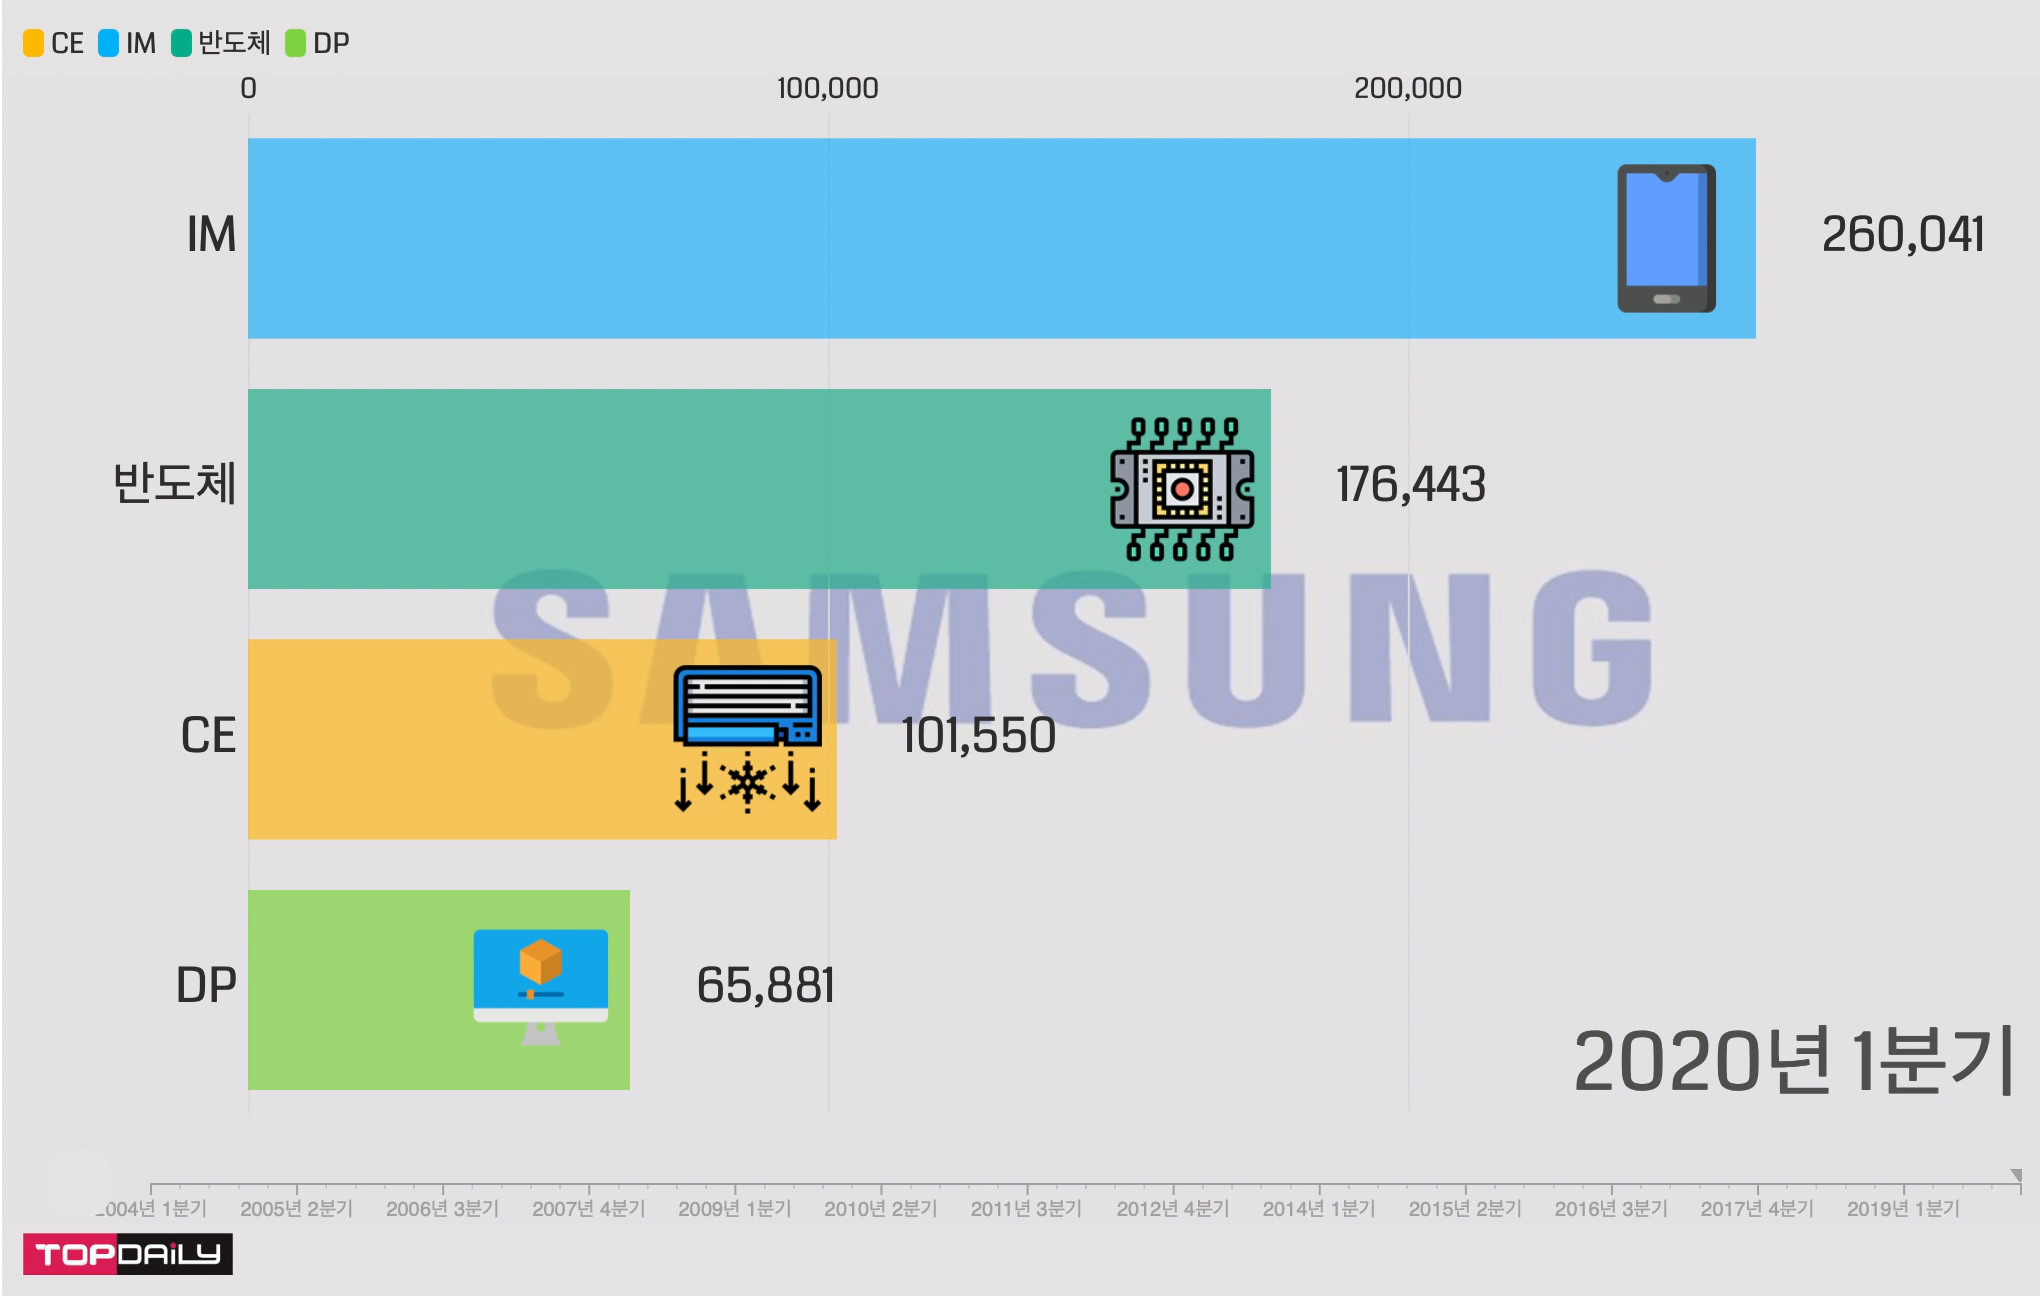 CE IM 반도체 DP
0 100,000 200,000
IM 260,041
반도체 176,443
SAMSUNG
CE 101,550
DP 65,881
2020년 1분기
004년 1분기 2005년 2분기 2006년 3분기 2007년 4분기 2009년 1분기 2010년 2분기 2011년 3분기 2012년 4분기 2014년 1분기 2015년 2분기 2016년 3분기 2017년 4분기 2019년 1분기
TOPDAiLY